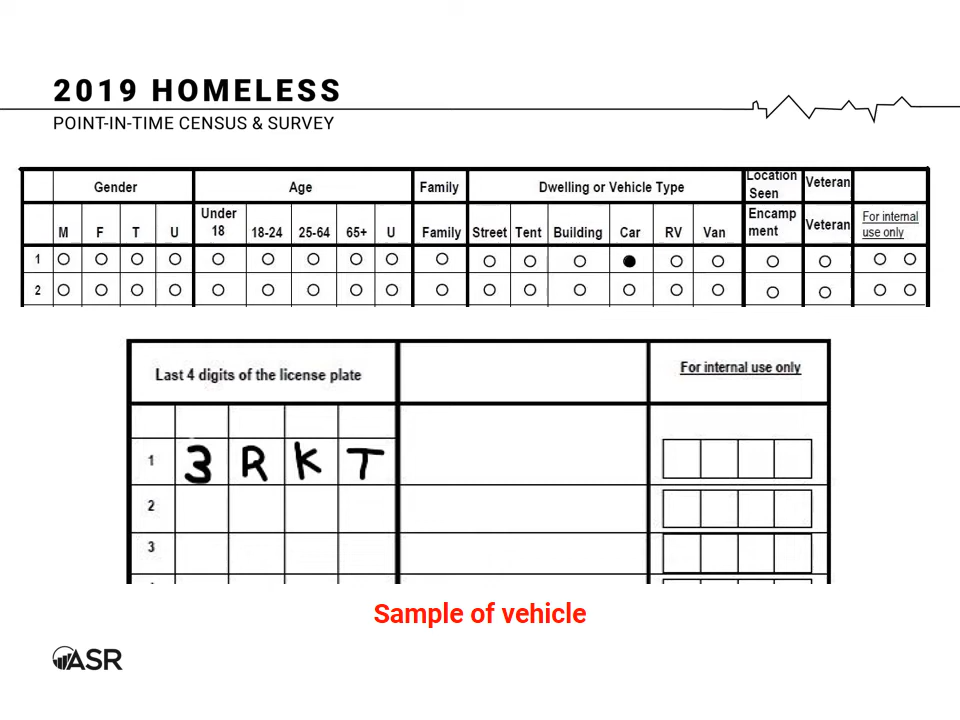 2019 HOMELESS
POINT-IN-TIME CENSUS & SURVEY
Gender Age Family Dwelling or Vehicle Type Location Seen Veteran
M F T U Under 18 18-24 25-64 65+ U Family Street Tent Building Car RV Van Encamp ment Veteran For internal use only
1
2
Last 4 digits of the license plate For internal use only
1 3 R K T
2
3
Sample of vehicle
ASR